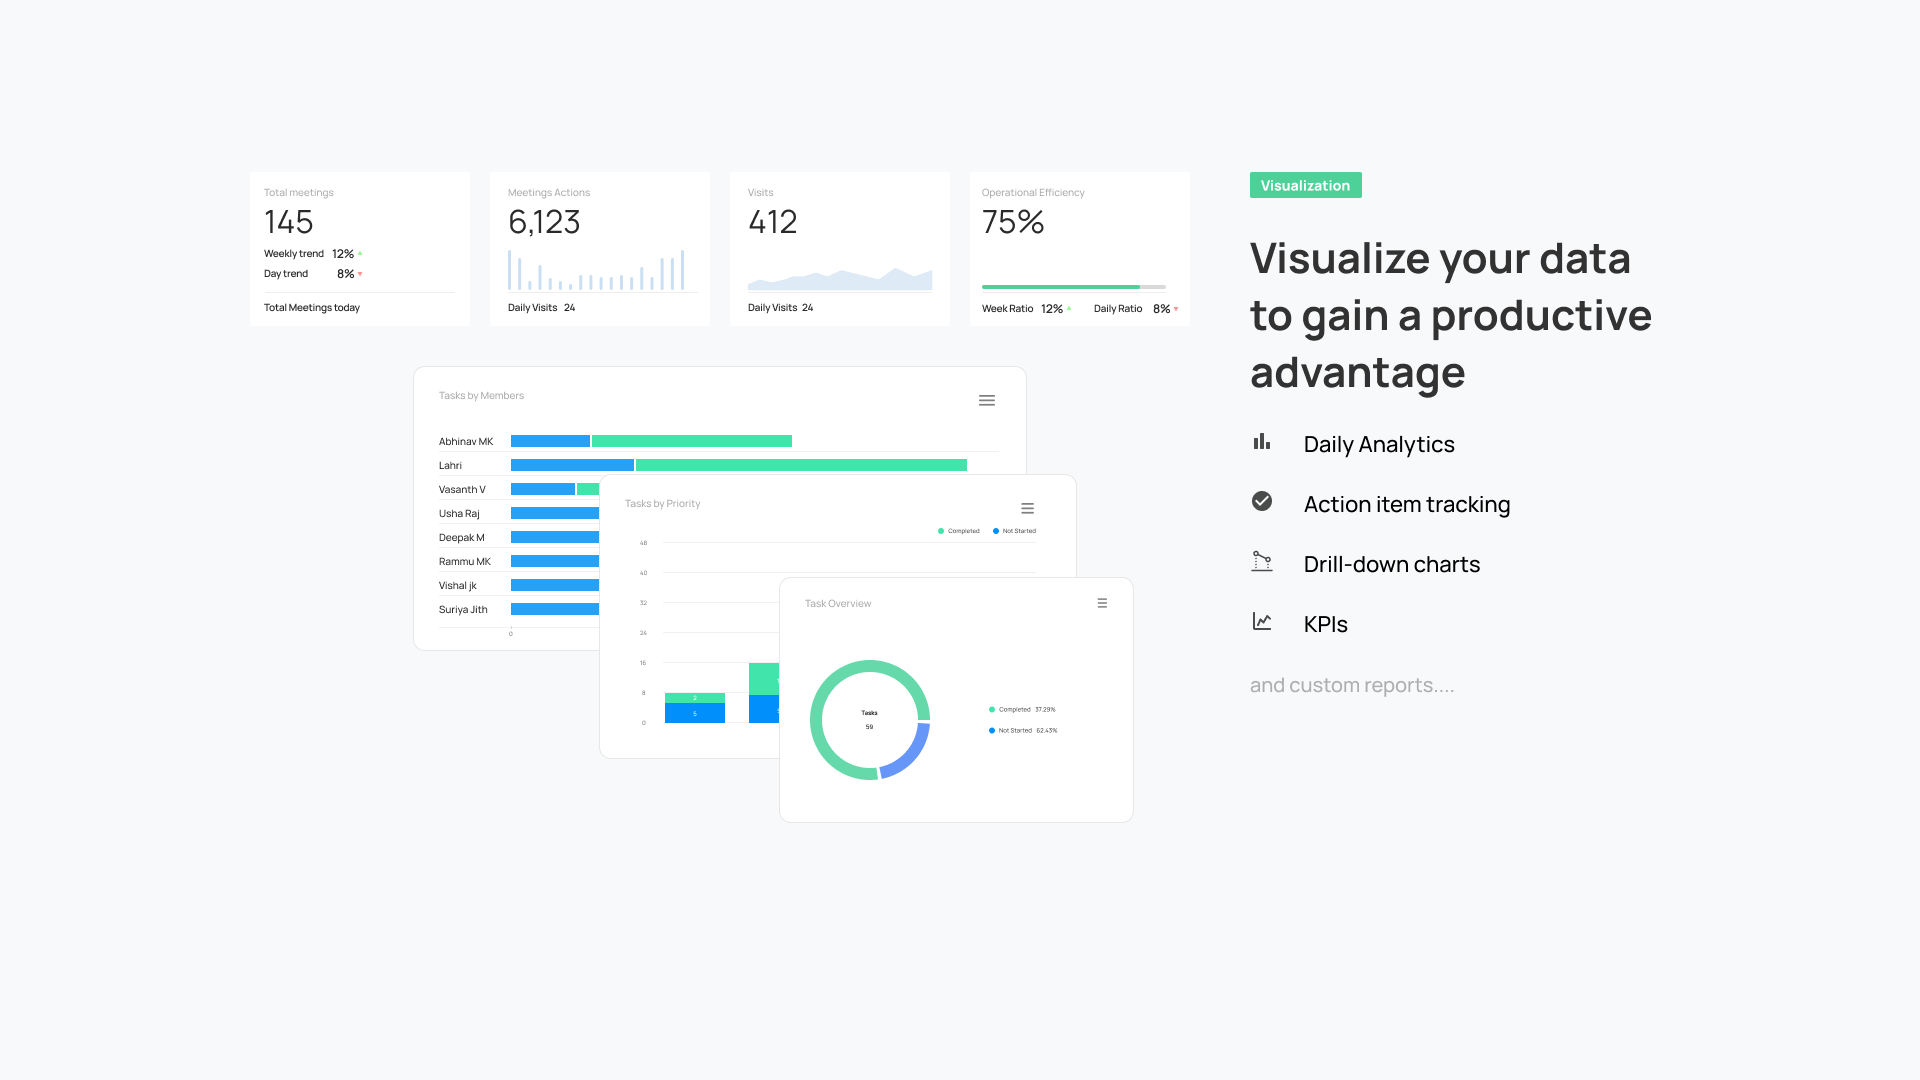 Total meetings
145
Weekly trend 12%
Day trend 8%
Total Meetings today
Meetings Actions
6,123
Daily Visits 24
Visits
412
Daily Visits 24
Operational Efficiency
75%
Week Ratio 12% Daily Ratio 8%
Tasks by Members
Abhinav MK
Lahri
Vasanth V
Usha Raj
Deepak M
Rammu MK
Vishal jk
Suriya Jith
0
Tasks by Priority
Completed Not Started
48
40
32
24
16
8
0
2
5
Task Overview
Tasks
59
Completed 37.29%
Not Started 62.43%
Visualization
Visualize your data
to gain a productive
advantage
Daily Analytics
Action item tracking
Drill-down charts
KPIs
and custom reports....